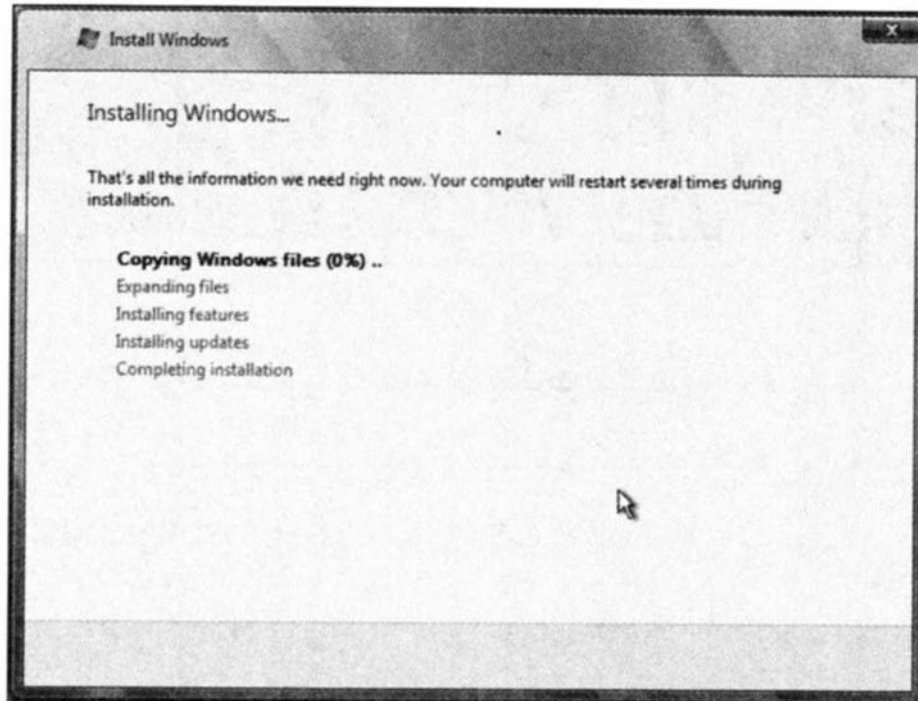 Install Windows
Installing Windows...
That's all the information we need right now. Your computer will restart several times during
installation.
Copying Windows files (0%) ..
Expanding files
Installing features
Installing updates
Completing installation